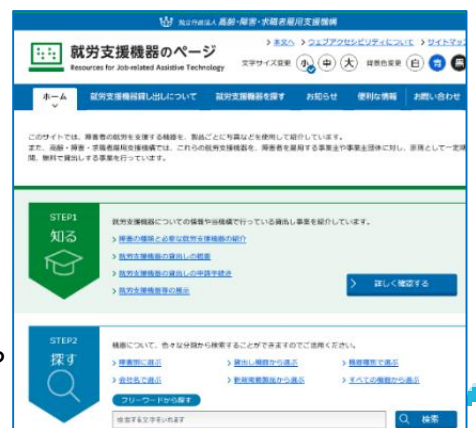 独立行政法人 高齢・障害・求職者雇用支援機構
就労支援機器のページ
Resources for Job-related Assistive Technology
本文へ ウェブアクセシビリティについて サイトマップ
文字サイズ変更 小 中 大 背景色変更 白 青 黒
ホーム 就労支援機器貸し出しについて 就労支援機器を探す お知らせ 便利な情報 お問い合わせ
このサイトでは、障害者の就労を支援する機器を、製品ごとに写真などを使用して紹介しています。
また、高齢・障害・求職者雇用支援機構では、これらの就労支援機器を、障害者を雇用する事業主や事業主団体に対し、原則として一定期
間、無料で貸出しする事業を行っています。
STEP1
知る
就労支援機器についての情報や当機構で行っている貸出し事業を紹介しています。
障害の種類と必要な就労支援機器の紹介
就労支援機器の貸出しの概要
就労支援機器の貸出しの申請手続き
就労支援機器等の展示
詳しく確認する
STEP2
探す
機器について、色々な分類から検索することができますのでご活用ください。
障害別に選ぶ 貸出し機器から選ぶ 機器種別で選ぶ
会社名で選ぶ 新規掲載製品から選ぶ すべての機器から選ぶ
フリーワードから探す
検索する文字をいれます 検索